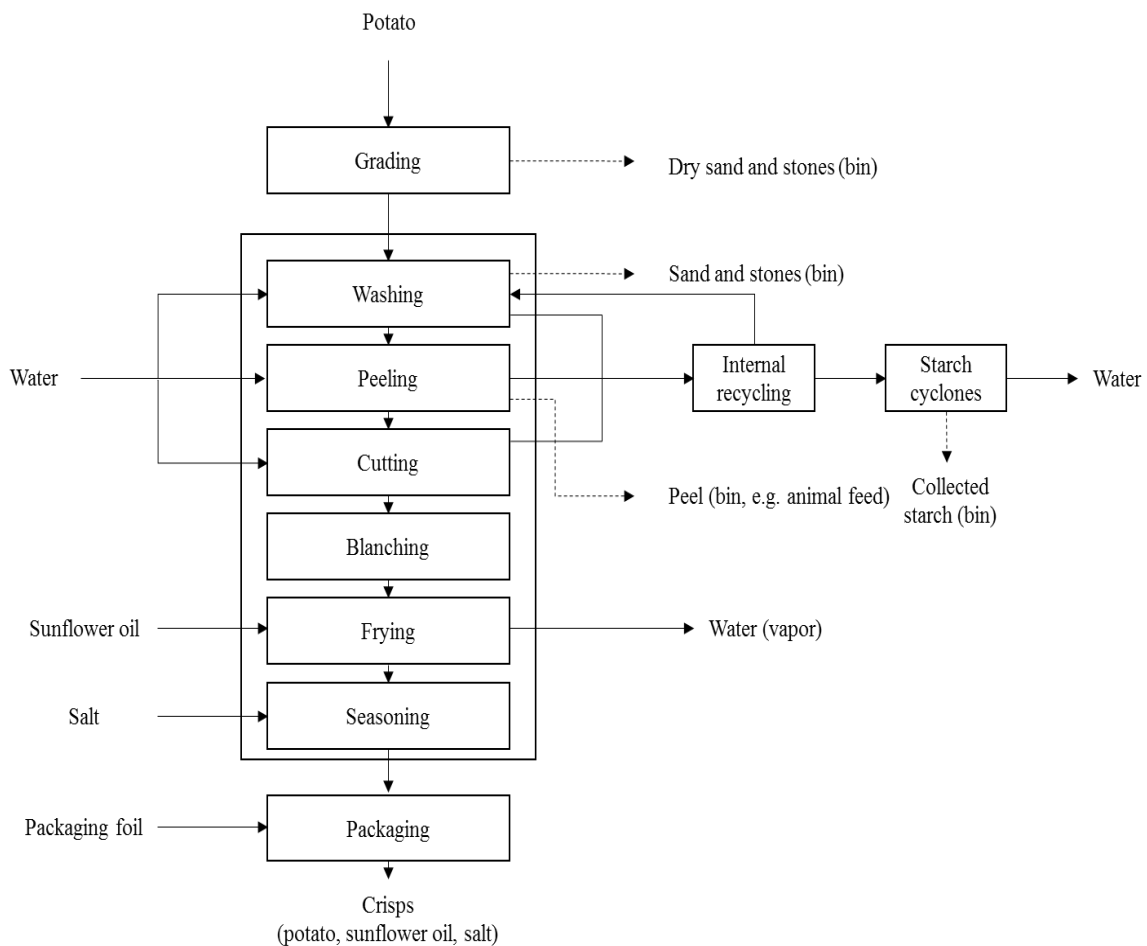 Potato
Grading
Dry sand and stones (bin)
Washing
Sand and stones (bin)
Water
Peeling
Internal
recycling
Starch
cyclones
Water
Cutting
Peel (bin, e.g. animal feed)
Collected
starch (bin)
Blanching
Sunflower oil
Frying
Water (vapor)
Salt
Seasoning
Packaging foil
Packaging
Crisps
(potato, sunflower oil, salt)